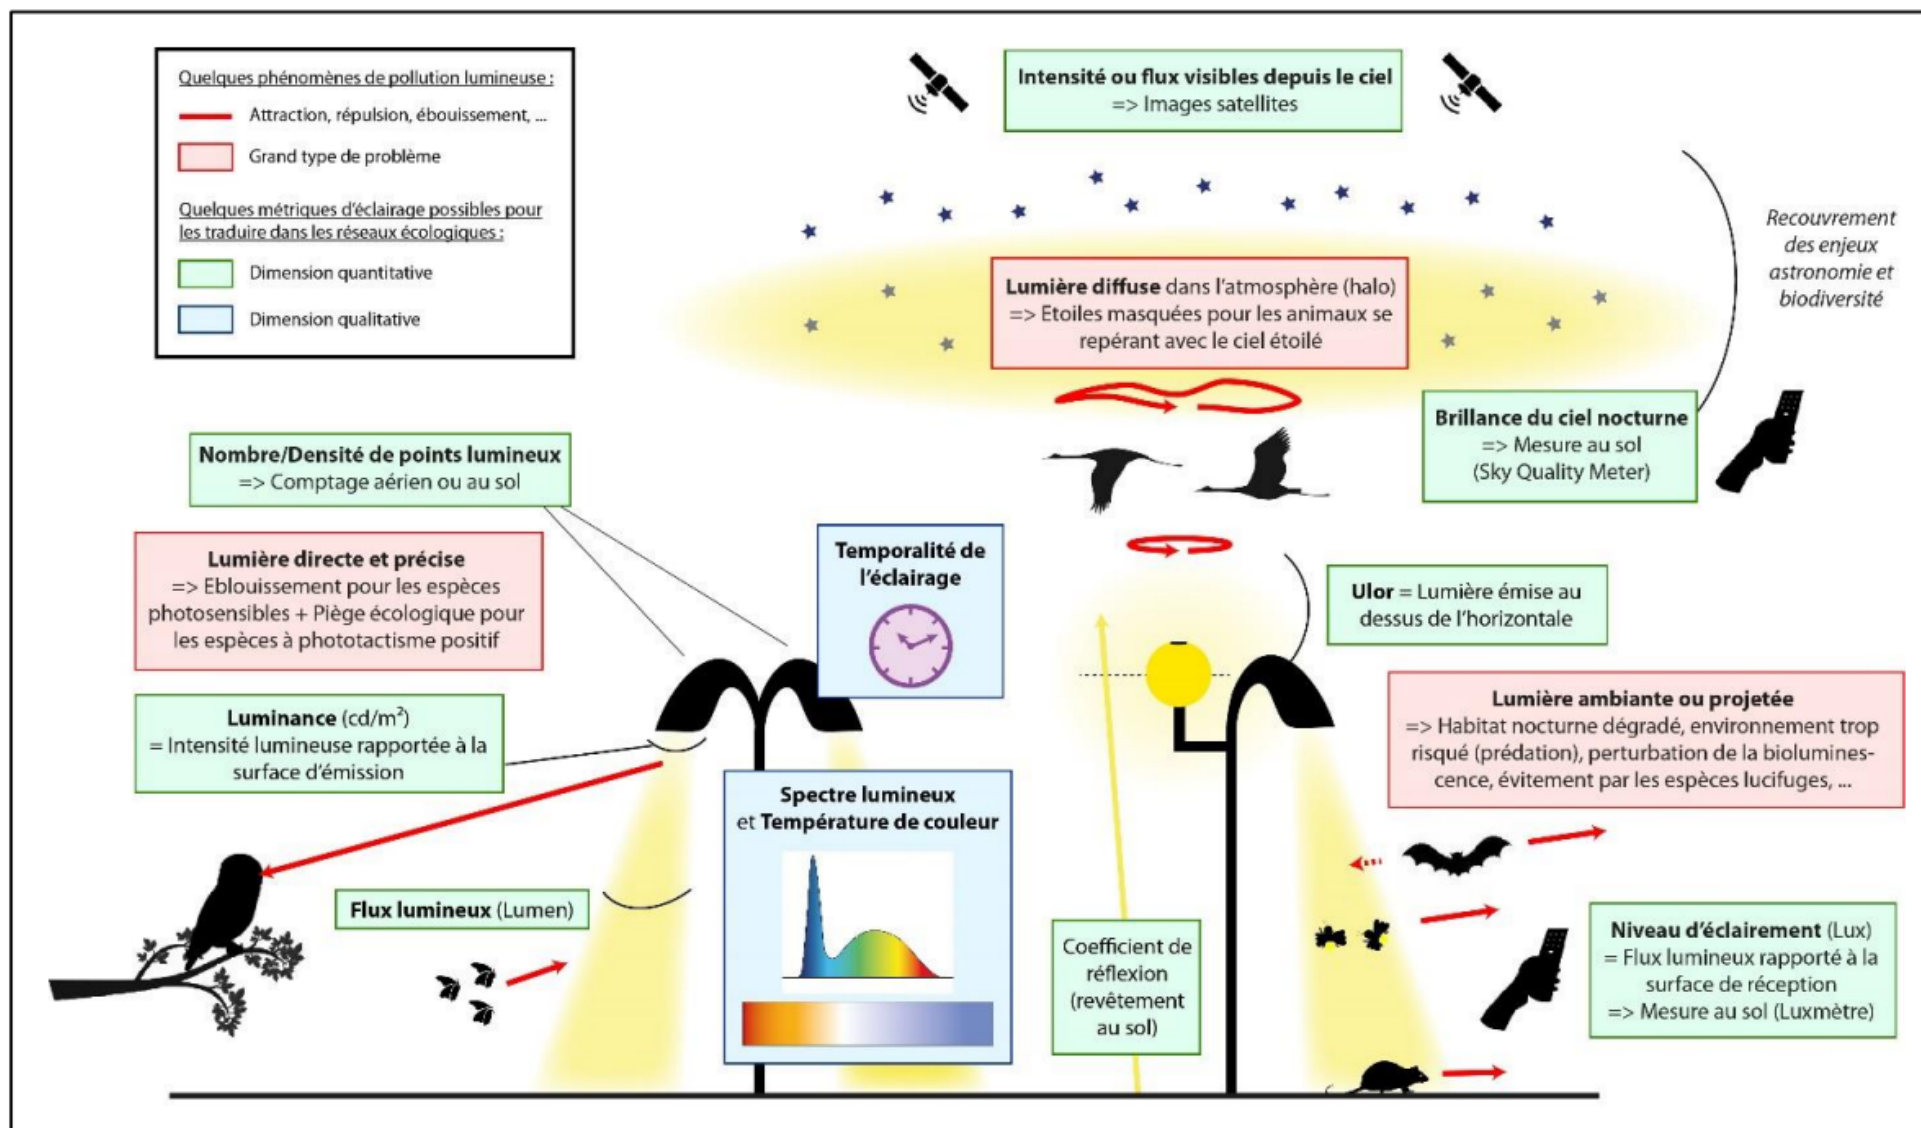 Quelques phénomènes de pollution lumineuse :
Attraction, répulsion, ébouissement, ...
Grand type de problème
Quelques métriques d'éclairage possibles pour
les traduire dans les réseaux écologiques :
Dimension quantitative
Dimension qualitative
Intensité ou flux visibles depuis le ciel
=> Images satellites
Recouvrement
des enjeux
astronomie et
biodiversité
Lumière diffuse dans l'atmosphère (halo)
=> Etoiles masquées pour les animaux se
repérant avec le ciel étoilé
Brillance du ciel nocturne
=> Mesure au sol
(Sky Quality Meter)
Nombre/Densité de points lumineux
=> Comptage aérien ou au sol
Lumière directe et précise
=> Eblouissement pour les espèces
photosensibles + Piège écologique pour
les espèces à phototactisme positif
Temporalité de
l'éclairage
Ulor = Lumière émise au
dessus de l'horizontale
Luminance (cd/m²)
= Intensité lumineuse rapportée à la
surface d'émission
Lumière ambiante ou projetée
=> Habitat nocturne dégradé, environnement trop
risqué (prédation), perturbation de la biolumines-
cence, évitement par les espèces lucifuges, ...
Spectre lumineux
et Température de couleur
Flux lumineux (Lumen)
Coefficient de
réflexion
(revêtement
au sol)
Niveau d'éclairement (Lux)
= Flux lumineux rapporté à la
surface de réception
=> Mesure au sol (Luxmètre)